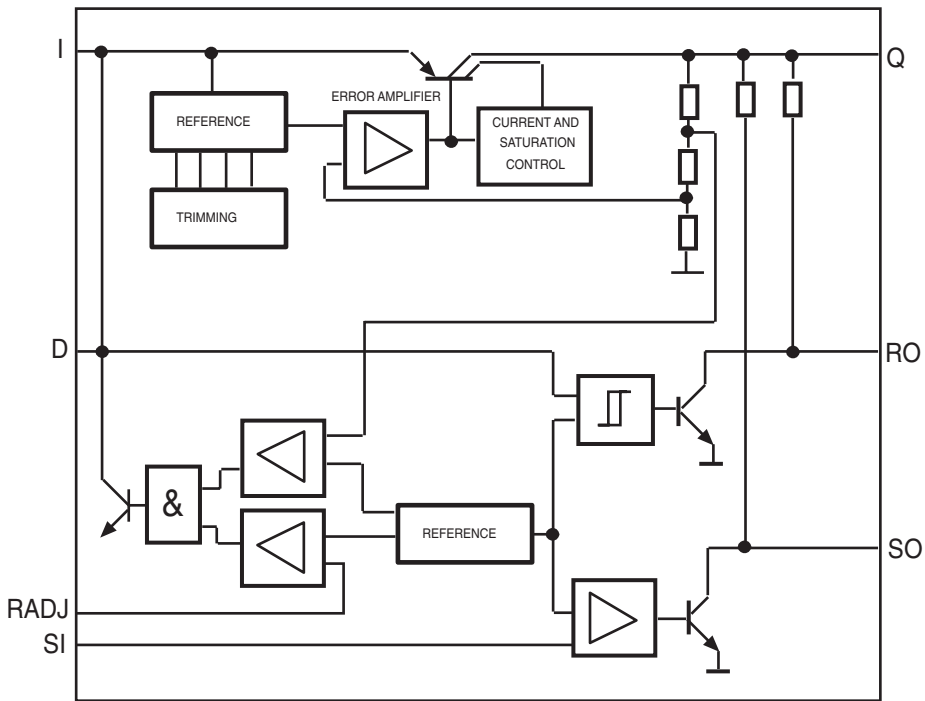 I
Q
ERROR AMPLIFIER
REFERENCE
CURRENT AND
SATURATION
CONTROL
TRIMMING
D
RO
&
REFERENCE
SO
RADJ
SI